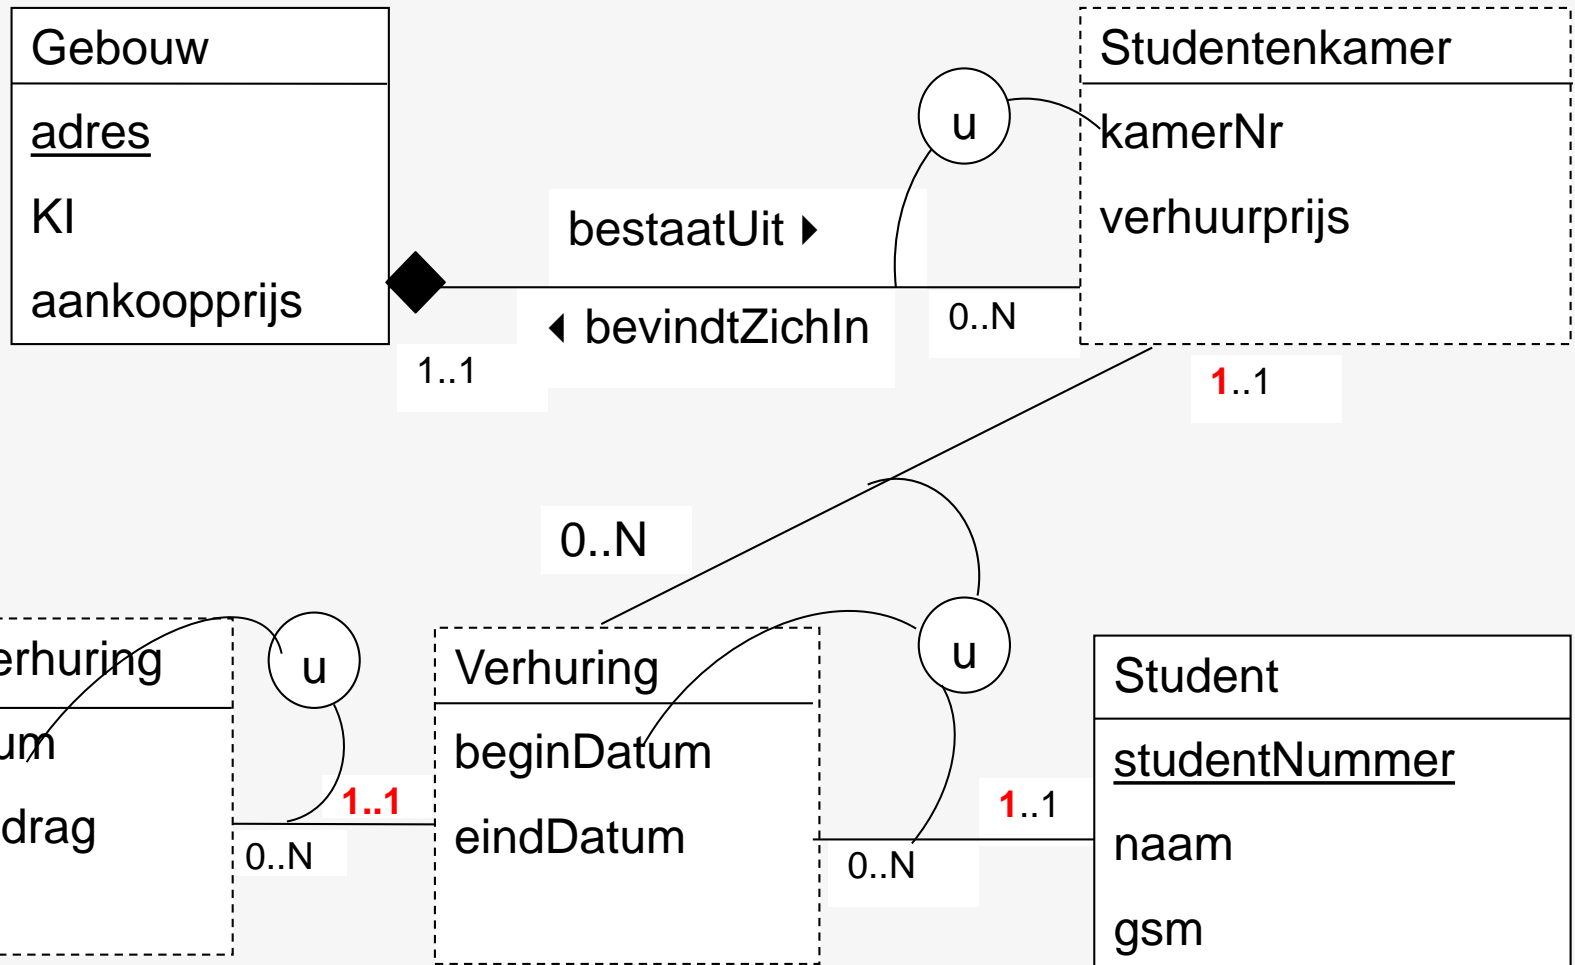 Gebouw
adres
KI
aankoopprijs
Studentenkamer
kamerNr
verhuurprijs
u
bestaatUit ▶
◀ bevindtZichIn
1..1
0..N
1..1
0..N
erhuring
um
drag
u
1..1
0..N
Verhuring
beginDatum
eindDatum
u
1..1
0..N
Student
studentNummer
naam
gsm